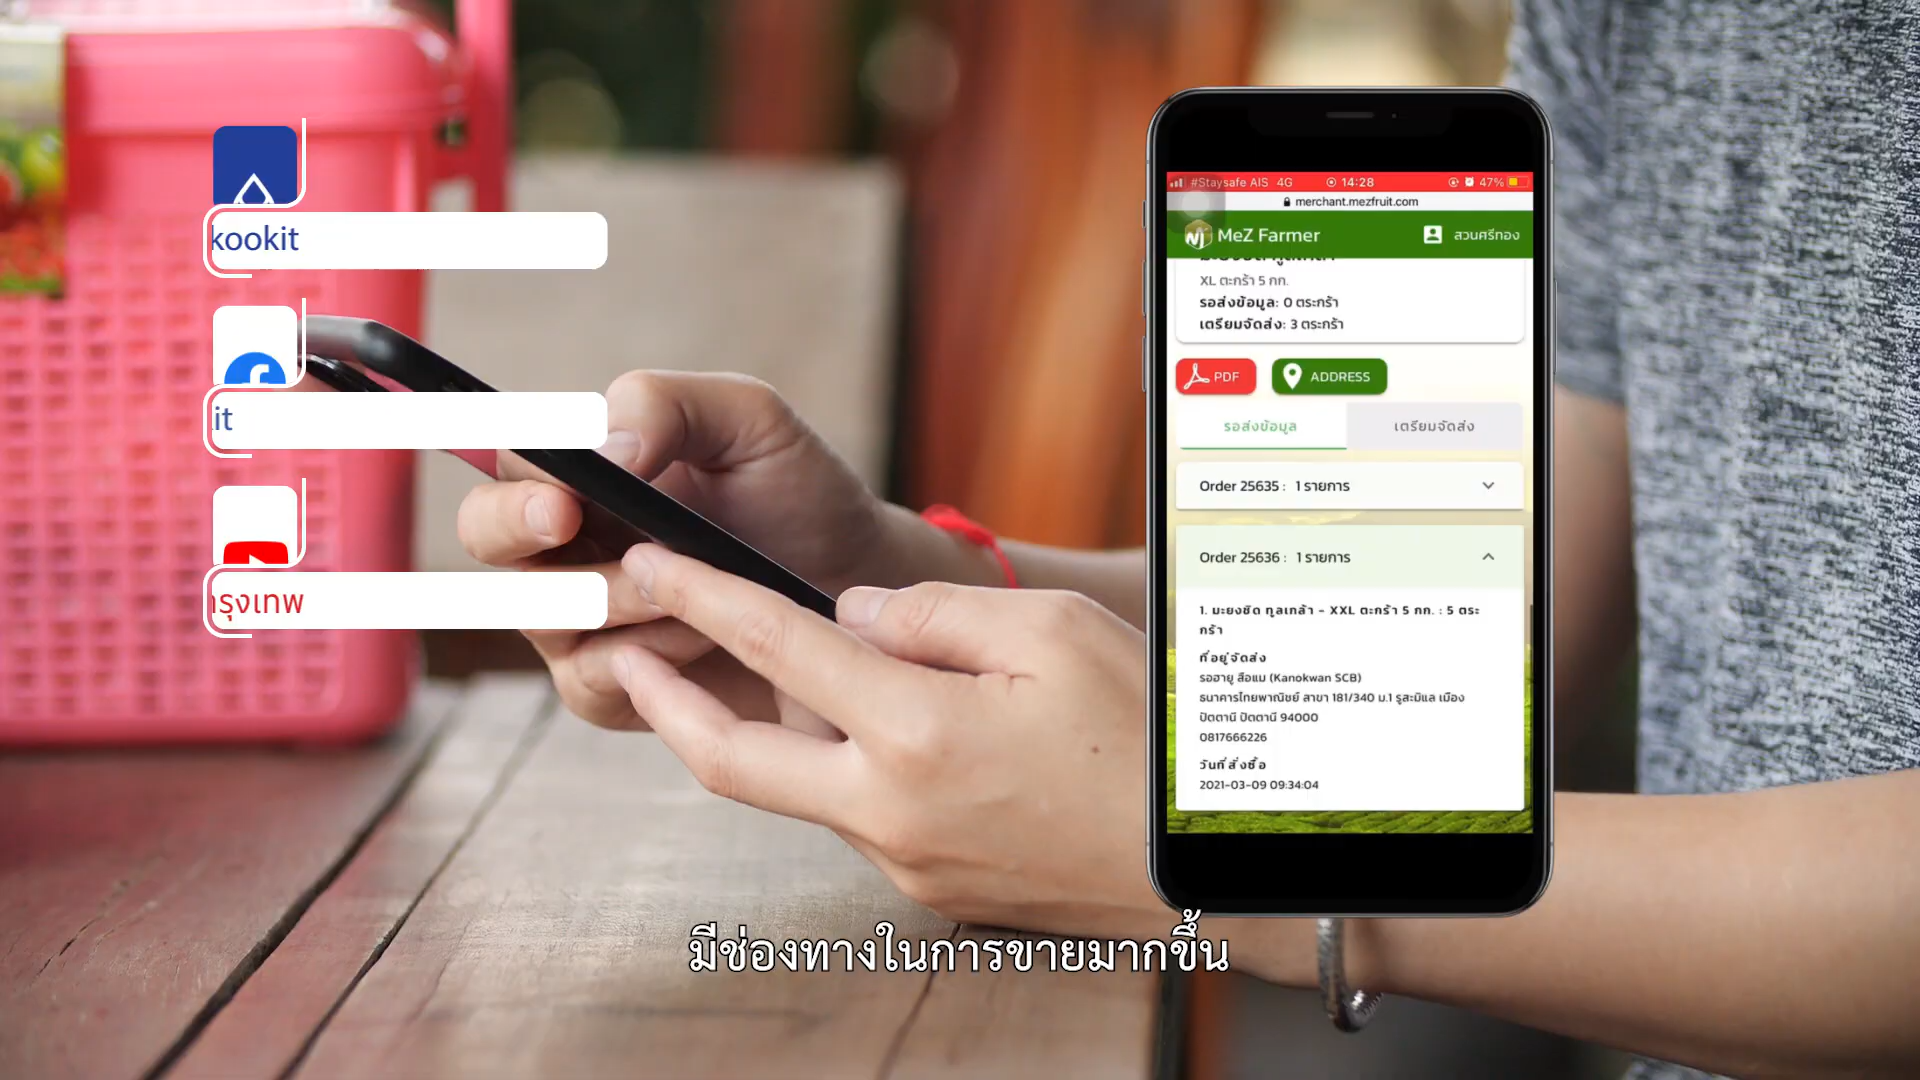 kookit
it
รุงเทพ
#Staysafe AIS 4G 14:28 47%
merchant.mezfruit.com
MeZ Farmer สวนศรีทอง
XL ตะกร้า 5 กก.
รอส่งข้อมูล: 0 ตระกร้า
เตรียมจัดส่ง: 3 ตระกร้า
PDF ADDRESS
รอส่งข้อมูล เตรียมจัดส่ง
Order 25635 : 1 รายการ
Order 25636 : 1 รายการ
1. มะยงชิด ทูลเกล้า - XXL ตะกร้า 5 กก. : 5 ตระ
กร้า
ที่อยู่จัดส่ง
รอฮายู สือแม (Kanokwan SCB)
ธนาคารไทยพาณิชย์ สาขา 181/340 ม.1 รูสะมิแล เมือง
ปัตตานี ปัตตานี 94000
0817666226
วันที่สั่งซื้อ
2021-03-09 09:34:04
มีช่องทางในการขายมากขึ้น